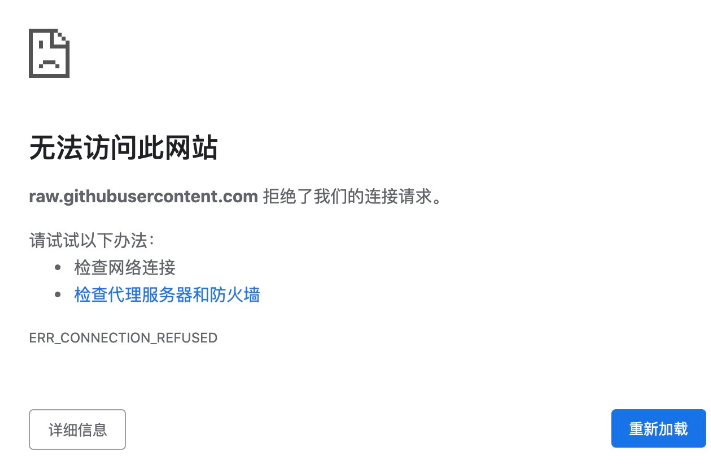 无法访问此网站
raw.githubusercontent.com 拒绝了我们的连接请求。
请试试以下办法：
• 检查网络连接
• 检查代理服务器和防火墙
ERR_CONNECTION_REFUSED
详细信息
重新加载